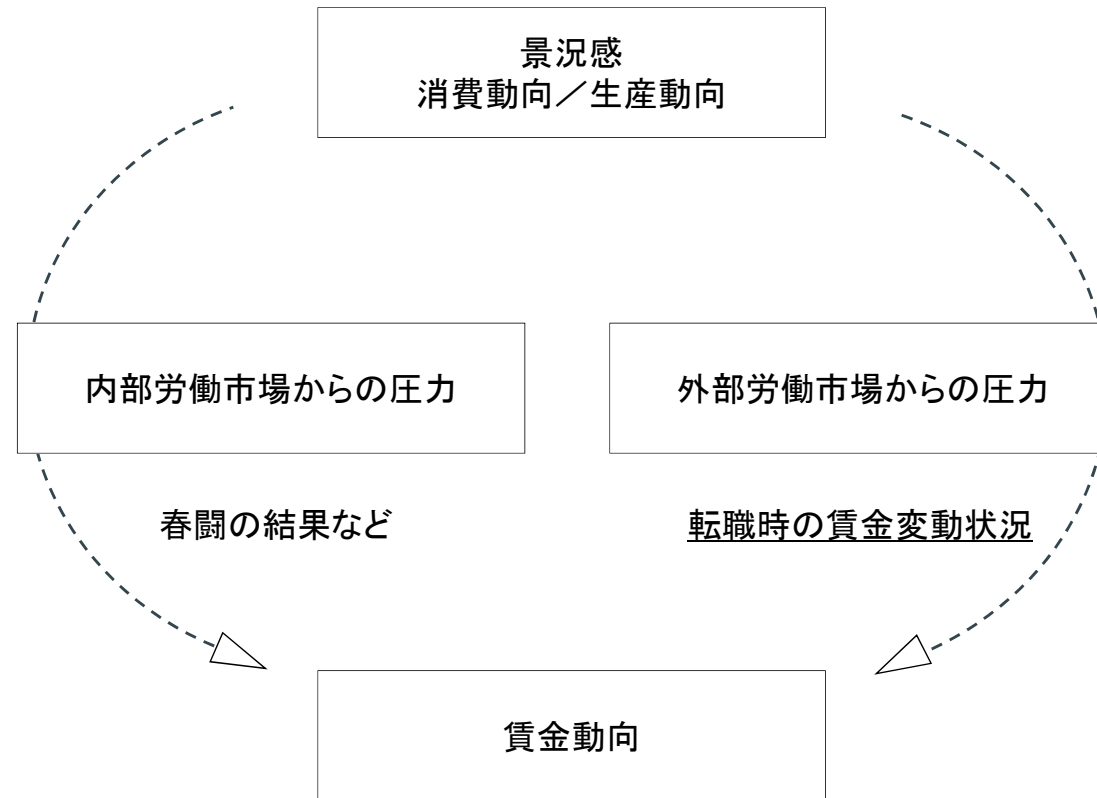 景況感
消費動向／生産動向
内部労働市場からの圧力
外部労働市場からの圧力
春闘の結果など
転職時の賃金変動状況
賃金動向